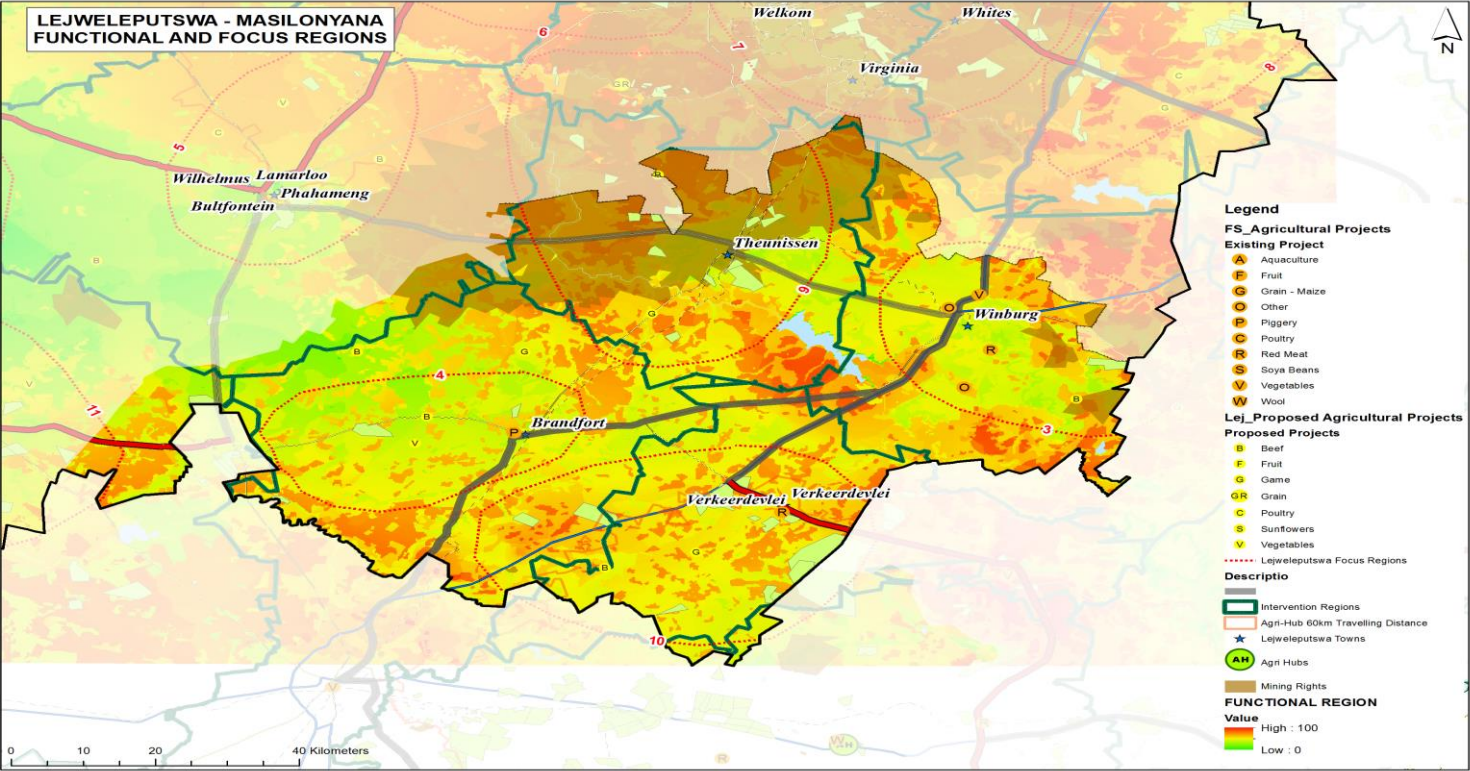 LEJWELEPUTSWA - MASILONYANA
FUNCTIONAL AND FOCUS REGIONS
Welkom
Whites
N
6
7
Virginia
8
C
V
GR
G
C
5
B
B
Wilhelmus Lamarloo
Phahameng
Bultfontein
Theunissen
B
9
V
O
Winburg
G
B
G
R
4
O
V
11
B
B
V
P Brandfort
3
Verkeerdevlei Verkeerdevlei
R
G
B
10
V
W AH
R
0 10 20 40 Kilometers
Legend
FS_Agricultural Projects
Existing Project
A Aquaculture
F Fruit
G Grain - Maize
O Other
P Piggery
C Poultry
R Red Meat
S Soya Beans
V Vegetables
W Wool
Lej_Proposed Agricultural Projects
Proposed Projects
B Beef
F Fruit
G Game
GR Grain
C Poultry
S Sunflowers
V Vegetables
Lejweleputswa Focus Regions
Descriptio
Intervention Regions
Agri-Hub 60km Travelling Distance
Lejweleputswa Towns
AH Agri Hubs
Mining Rights
FUNCTIONAL REGION
Value
High : 100
Low : 0